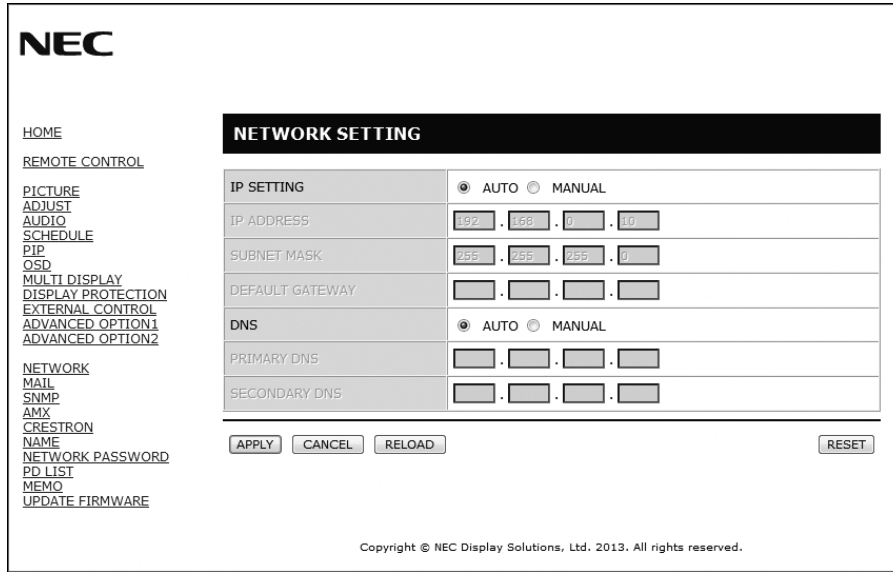 NEC
HOME
REMOTE CONTROL
PICTURE
ADJUST
AUDIO
SCHEDULE
PIP
OSD
MULTI DISPLAY
DISPLAY PROTECTION
EXTERNAL CONTROL
ADVANCED OPTION1
ADVANCED OPTION2
NETWORK
MAIL
SNMP
AMX
CRESTRON
NAME
NETWORK PASSWORD
PD LIST
MEMO
UPDATE FIRMWARE
NETWORK SETTING
IP SETTING AUTO MANUAL
IP ADDRESS 192 . 168 . 0 . 10
SUBNET MASK 255 . 255 . 255 . 0
DEFAULT GATEWAY . . .
DNS AUTO MANUAL
PRIMARY DNS . . .
SECONDARY DNS . . .
APPLY CANCEL RELOAD RESET
Copyright © NEC Display Solutions, Ltd. 2013. All rights reserved.